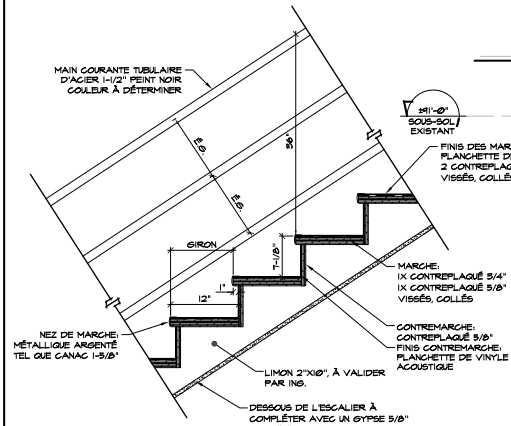 MAIN COURANTE TUBULAIRE
D'ACIER 1-1/2" PEINT NOIR
COULEUR À DÉTERMINER
36"
É.G.
É.G.
±91'-0"
SOUS-SOL
EXISTANT
FINIS DES MAR
PLANCHETTE DE
2 CONTREPLAQ
VISSÉS, COLLÉS
GIRON
7-1/8"
1"
12"
MARCHE:
1X CONTREPLAQUÉ 3/4"
1X CONTREPLAQUÉ 5/8"
VISSÉS, COLLÉS
NEZ DE MARCHE:
MÉTALLIQUE ARGENTÉ
TEL QUE CANAC 1-5/8"
CONTREMARCHE:
CONTREPLAQUÉ 5/8"
FINIS CONTREMARCHE:
PLANCHETTE DE VINYLE
ACOUSTIQUE
LIMON 2"X10", À VALIDER
PAR ING.
DESSOUS DE L'ESCALIER À
COMPLÉTER AVEC UN GYPSE 5/8"